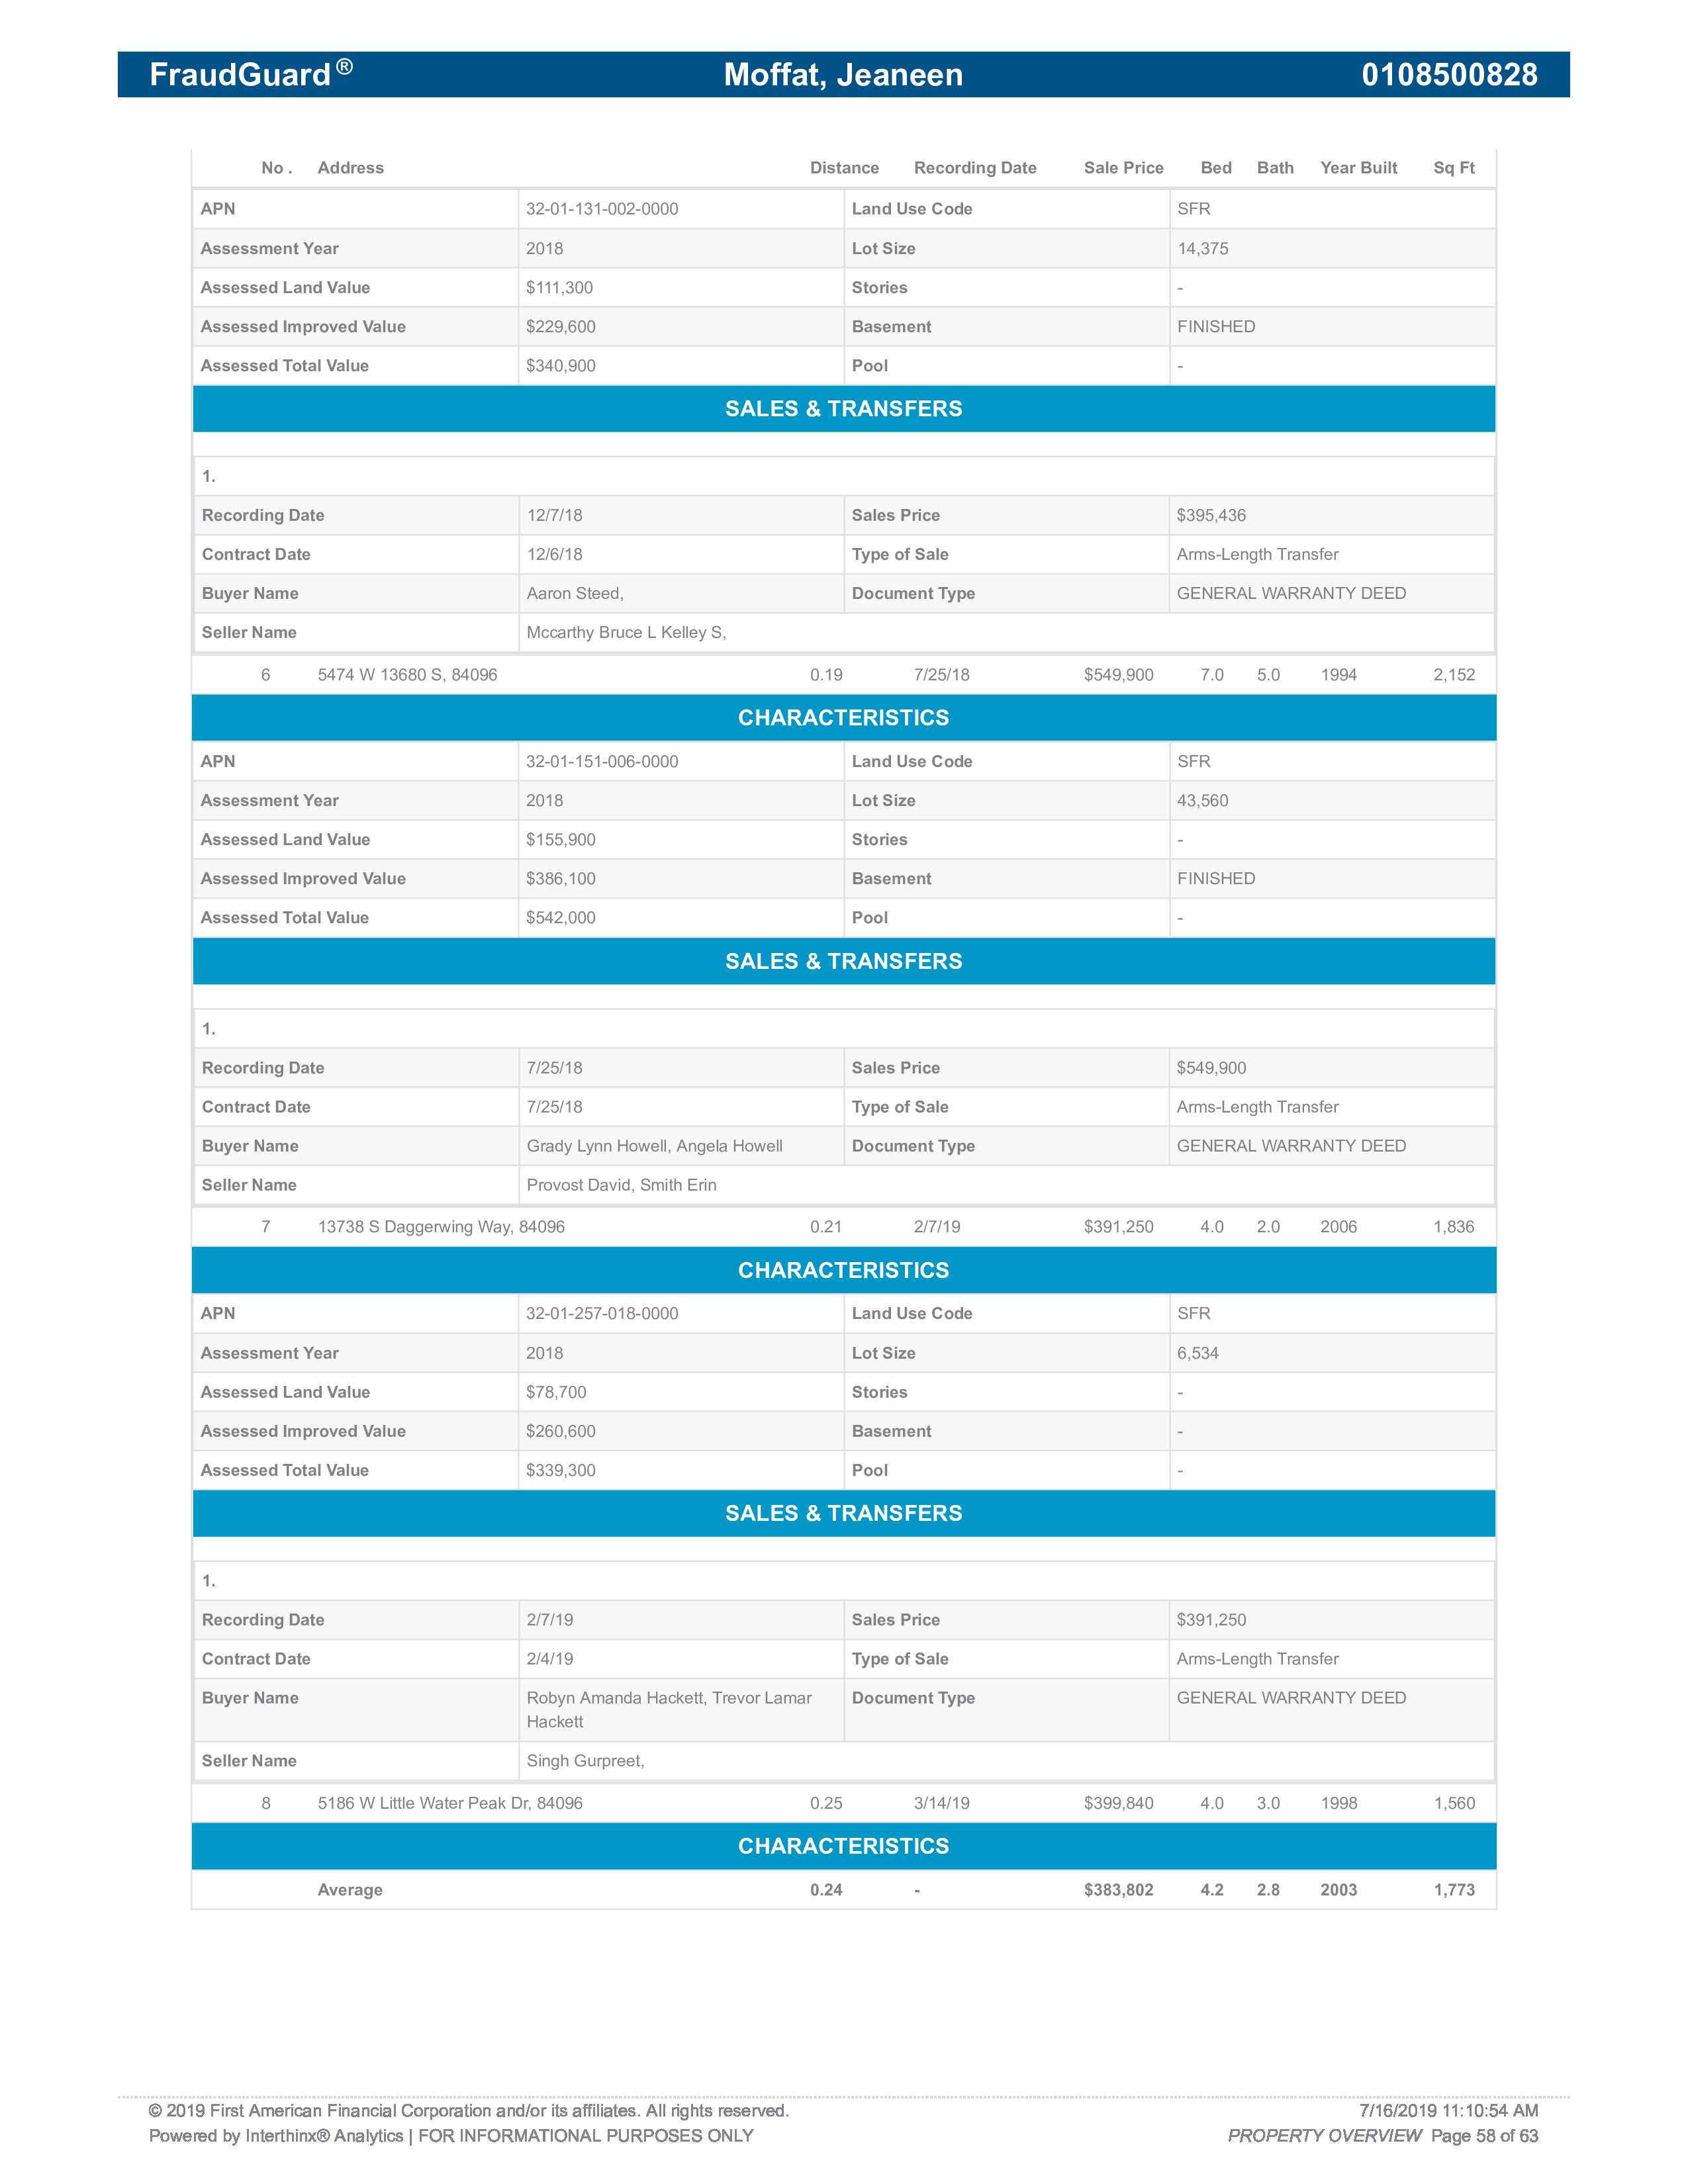 FraudGuard® Moffat, Jeaneen 0108500828
No . Address Distance Recording Date Sale Price Bed Bath Year Built Sq Ft
APN 32-01-131-002-0000 Land Use Code SFR
Assessment Year 2018 Lot Size 14,375
Assessed Land Value $111,300 Stories -
Assessed Improved Value $229,600 Basement FINISHED
Assessed Total Value $340,900 Pool -
SALES & TRANSFERS
1.
Recording Date 12/7/18 Sales Price $395,436
Contract Date 12/6/18 Type of Sale Arms-Length Transfer
Buyer Name Aaron Steed, Document Type GENERAL WARRANTY DEED
Seller Name Mccarthy Bruce L Kelley S,
6 5474 W 13680 S, 84096 0.19 7/25/18 $549,900 7.0 5.0 1994 2,152
CHARACTERISTICS
APN 32-01-151-006-0000 Land Use Code SFR
Assessment Year 2018 Lot Size 43,560
Assessed Land Value $155,900 Stories -
Assessed Improved Value $386,100 Basement FINISHED
Assessed Total Value $542,000 Pool -
SALES & TRANSFERS
1.
Recording Date 7/25/18 Sales Price $549,900
Contract Date 7/25/18 Type of Sale Arms-Length Transfer
Buyer Name Grady Lynn Howell, Angela Howell Document Type GENERAL WARRANTY DEED
Seller Name Provost David, Smith Erin
7 13738 S Daggerwing Way, 84096 0.21 2/7/19 $391,250 4.0 2.0 2006 1,836
CHARACTERISTICS
APN 32-01-257-018-0000 Land Use Code SFR
Assessment Year 2018 Lot Size 6,534
Assessed Land Value $78,700 Stories -
Assessed Improved Value $260,600 Basement -
Assessed Total Value $339,300 Pool -
SALES & TRANSFERS
1.
Recording Date 2/7/19 Sales Price $391,250
Contract Date 2/4/19 Type of Sale Arms-Length Transfer
Buyer Name Robyn Amanda Hackett, Trevor Lamar Document Type GENERAL WARRANTY DEED
Hackett
Seller Name Singh Gurpreet,
8 5186 W Little Water Peak Dr, 84096 0.25 3/14/19 $399,840 4.0 3.0 1998 1,560
CHARACTERISTICS
Average 0.24 - $383,802 4.2 2.8 2003 1,773
© 2019 First American Financial Corporation and/or its affiliates. All rights reserved. 7/16/2019 11:10:54 AM
Powered by Interthinx® Analytics | FOR INFORMATIONAL PURPOSES ONLY PROPERTY OVERVIEW Page 58 of 63